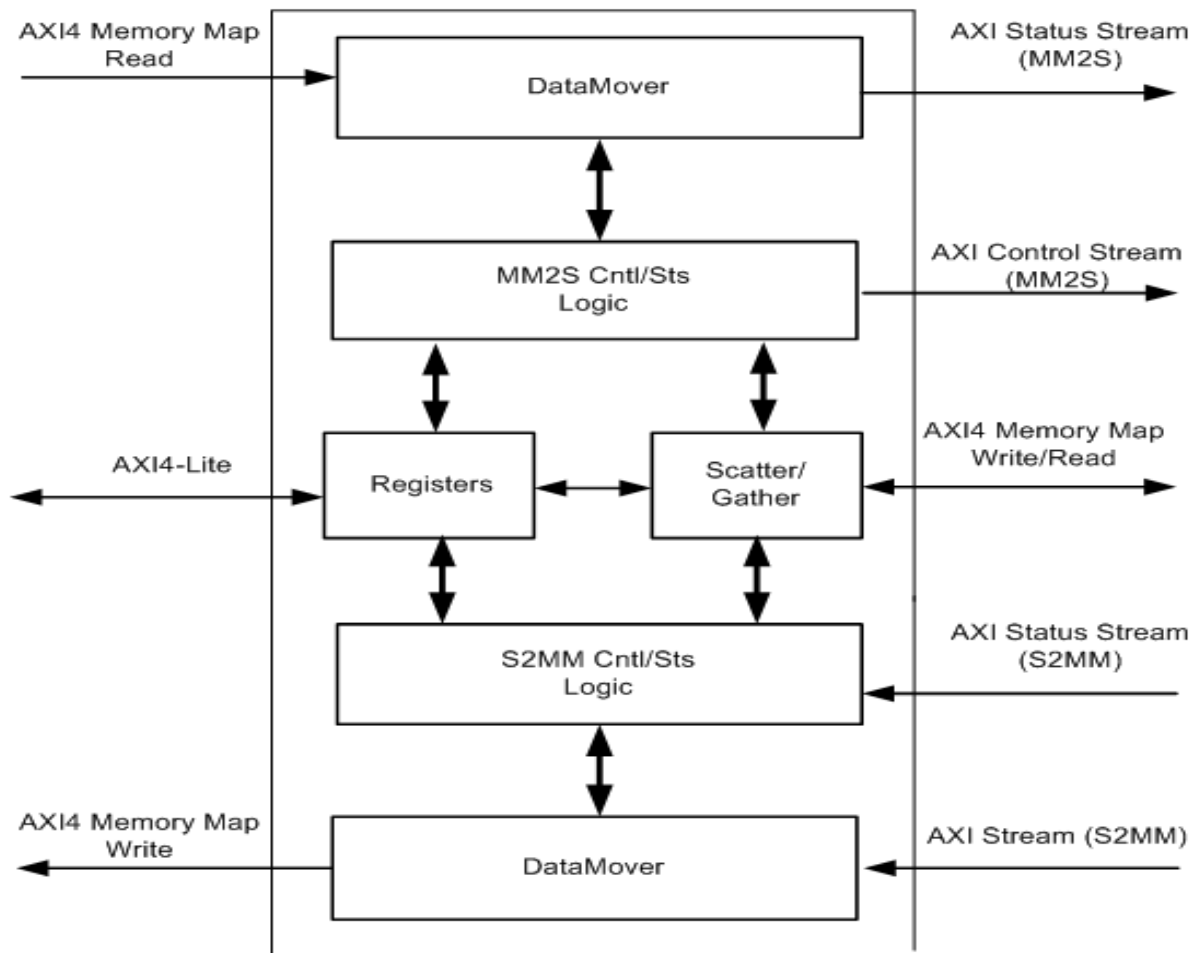 AXI4 Memory Map
Read
DataMover
AXI Status Stream
(MM2S)
MM2S Cntl/Sts
Logic
AXI Control Stream
(MM2S)
AXI4-Lite
Registers
Scatter/
Gather
AXI4 Memory Map
Write/Read
S2MM Cntl/Sts
Logic
AXI Status Stream
(S2MM)
AXI4 Memory Map
Write
DataMover
AXI Stream (S2MM)